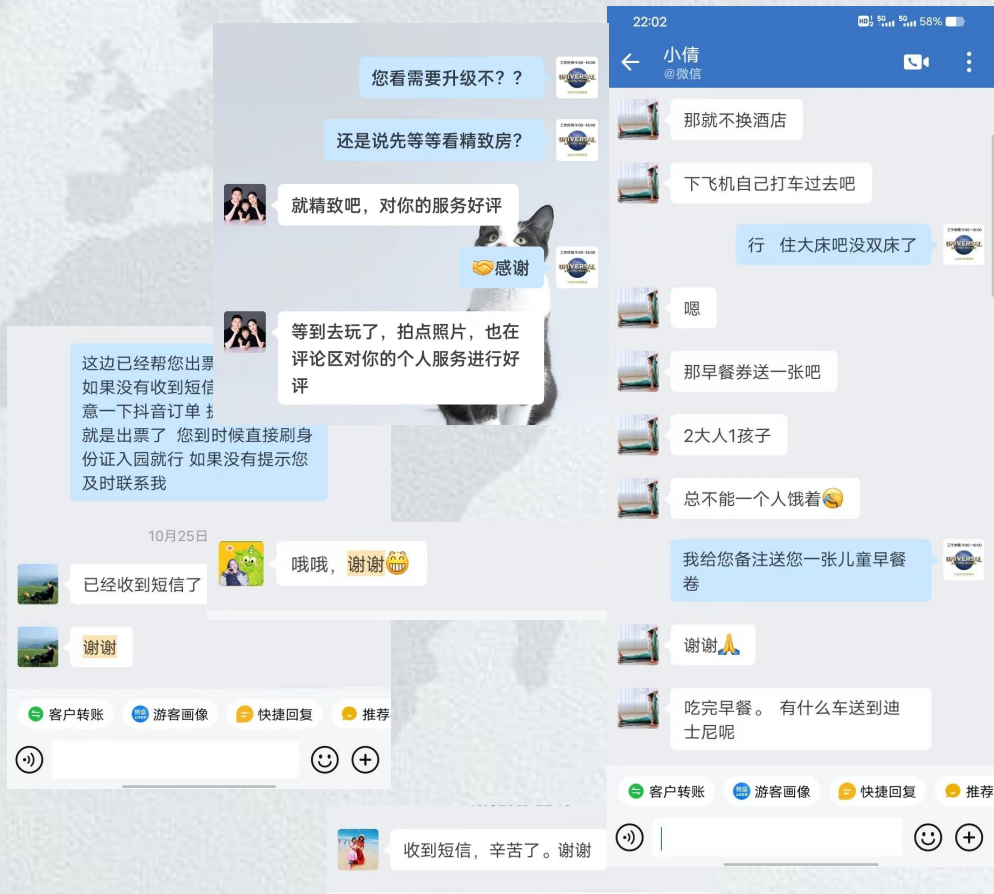 您看需要升级不？？
还是说先等等看精致房？
就精致吧，对你的服务好评
🤝感谢
等到去玩了，拍点照片，也在
评论区对你的个人服务进行好
评
这边已经帮您出票
如果没有收到短信
意一下抖音订单
就是出票了 您到时候直接刷身
份证入园就行 如果没有提示您
及时联系我
10月25日
已经收到短信了
谢谢
哦哦，谢谢😁
客户转账 游客画像 快捷回复 推荐
收到短信，辛苦了。谢谢
22:02 HD 5G 5G 58%
小倩
@微信
那就不换酒店
下飞机自己打车过去吧
行 住大床吧没双床了
嗯
那早餐券送一张吧
2大人1孩子
总不能一个人饿着🤣
我给您备注送您一张儿童早餐
卷
谢谢🙏
吃完早餐。 有什么车送到迪
士尼呢
客户转账 游客画像 快捷回复 推荐